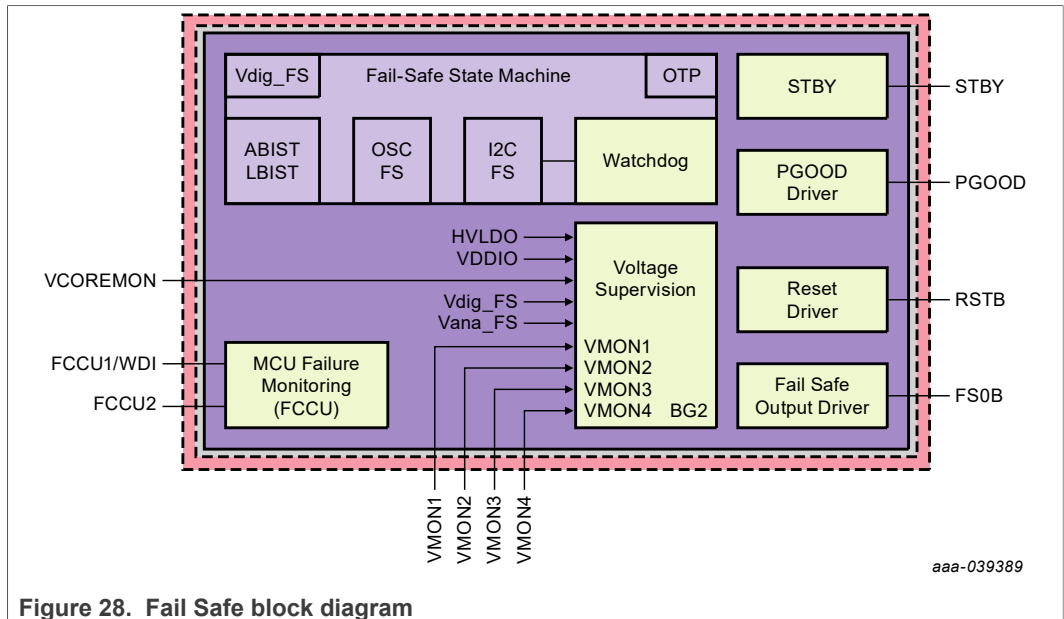 Vdig_FS
Fail-Safe State Machine
OTP
STBY
STBY
ABIST
LBIST
OSC
FS
I2C
FS
Watchdog
PGOOD
Driver
PGOOD
HVLDO
VDDIO
VCOREMON
Vdig_FS
Vana_FS
Voltage
Supervision
VMON1
VMON2
VMON3
VMON4
BG2
Reset
Driver
RSTB
FCCU1/WDI
FCCU2
MCU Failure
Monitoring
(FCCU)
Fail Safe
Output Driver
FS0B
VMON1
VMON2
VMON3
VMON4
aaa-039389
Figure 28. Fail Safe block diagram